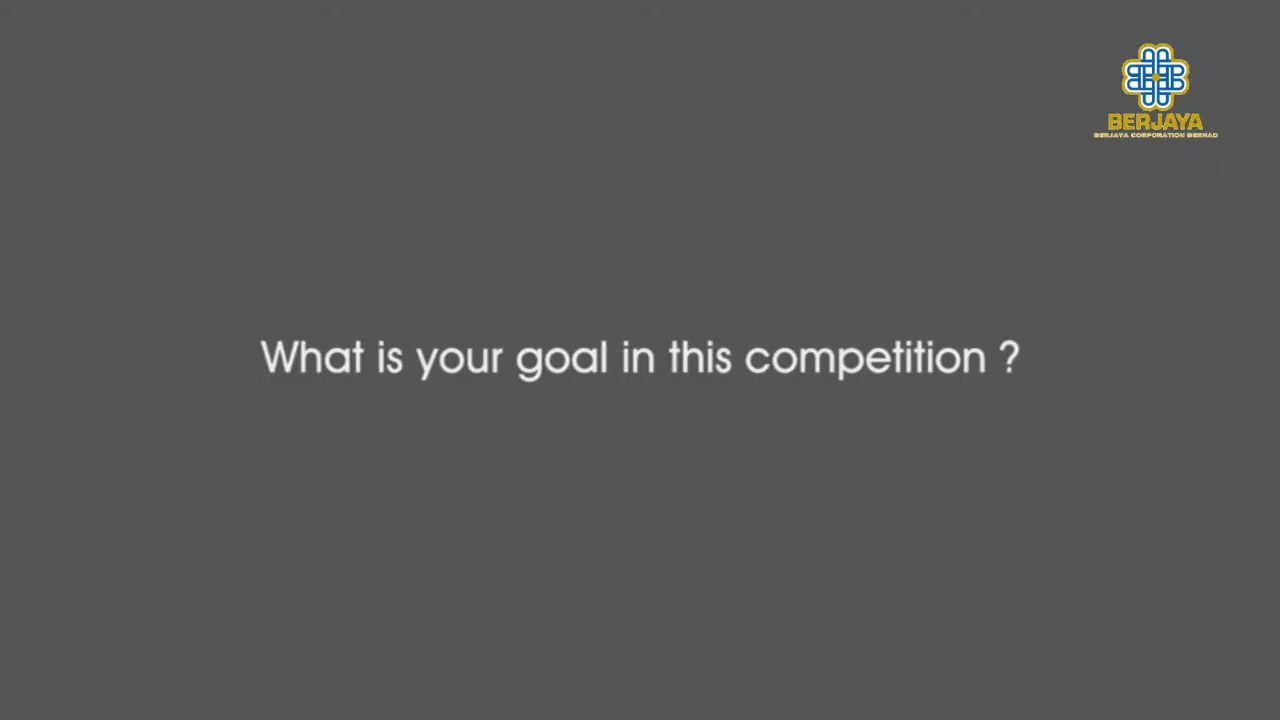 BERJAYA
BERJAYA CORPORATION BERHAD
What is your goal in this competition ?